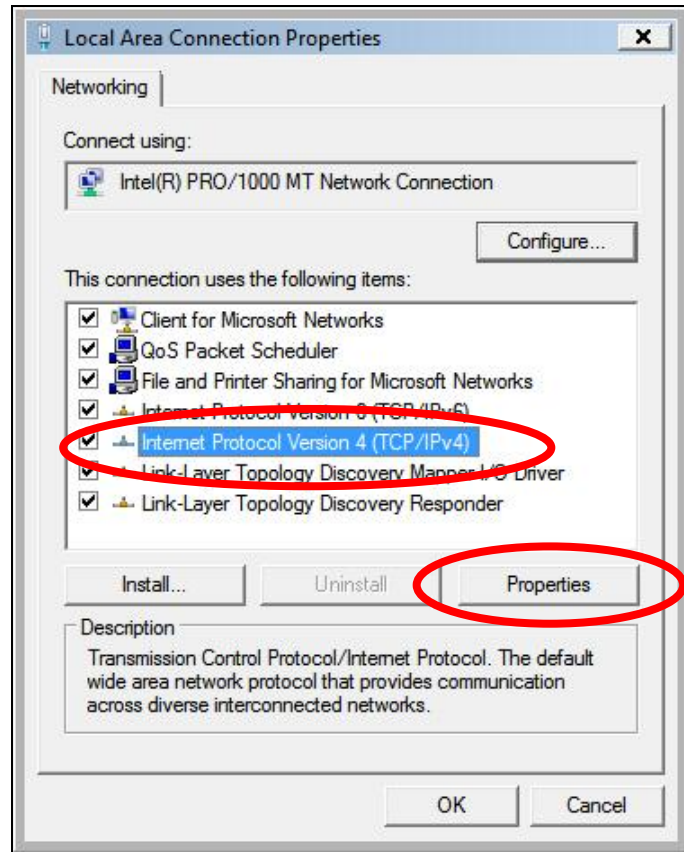 Local Area Connection Properties
Networking
Connect using:
Intel(R) PRO/1000 MT Network Connection
Configure...
This connection uses the following items:
Client for Microsoft Networks
QoS Packet Scheduler
File and Printer Sharing for Microsoft Networks
Internet Protocol Version 6 (TCP/IPv6)
Internet Protocol Version 4 (TCP/IPv4)
Link-Layer Topology Discovery Mapper I/O Driver
Link-Layer Topology Discovery Responder
Install... Uninstall Properties
Description
Transmission Control Protocol/Internet Protocol. The default
wide area network protocol that provides communication
across diverse interconnected networks.
OK Cancel